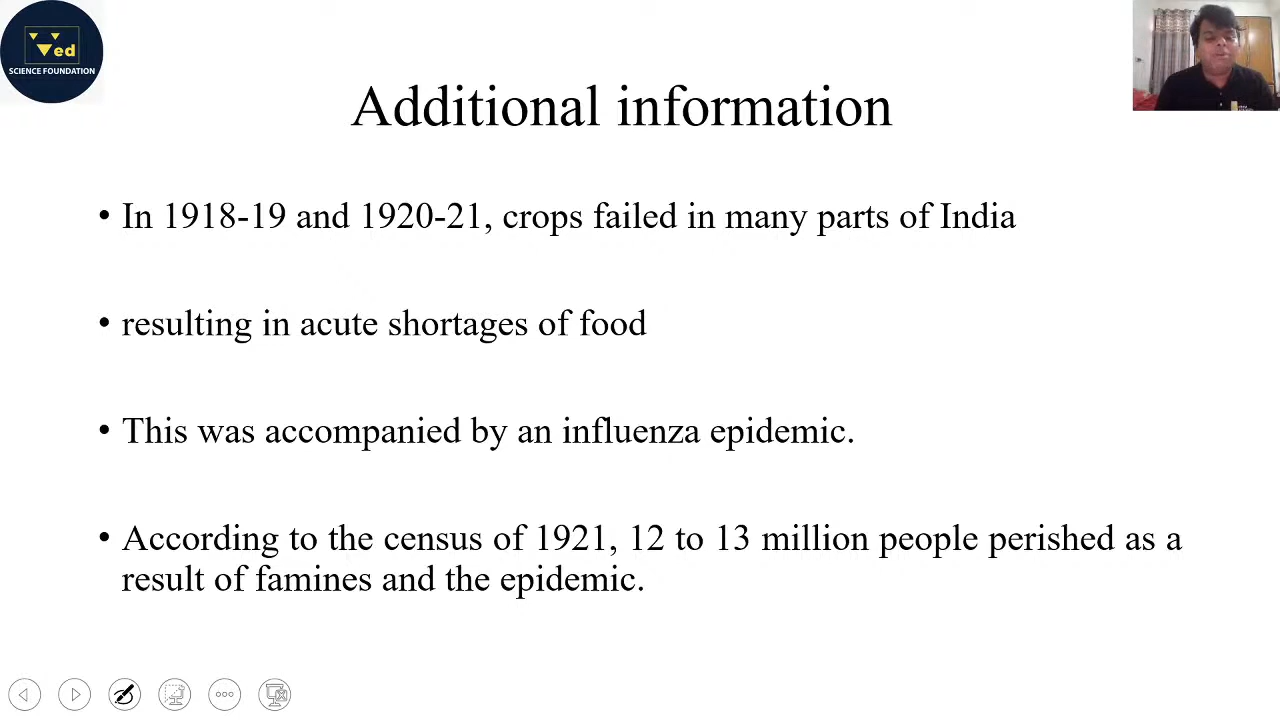 Ved
SCIENCE FOUNDATION
Additional information
• In 1918-19 and 1920-21, crops failed in many parts of India
• resulting in acute shortages of food
• This was accompanied by an influenza epidemic.
• According to the census of 1921, 12 to 13 million people perished as a
result of famines and the epidemic.